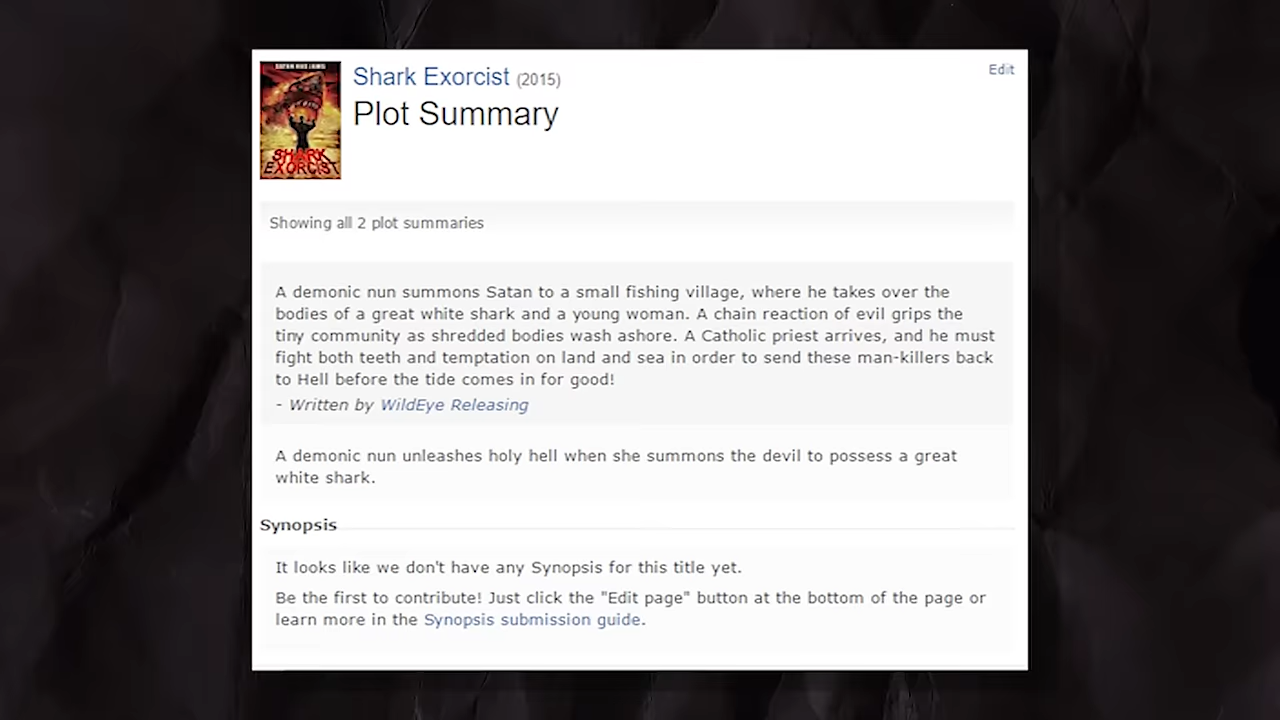 SATAN HAS JAWS
SHARK
EXORCIST
Shark Exorcist (2015)
Edit
Plot Summary
Showing all 2 plot summaries
A demonic nun summons Satan to a small fishing village, where he takes over the
bodies of a great white shark and a young woman. A chain reaction of evil grips the
tiny community as shredded bodies wash ashore. A Catholic priest arrives, and he must
fight both teeth and temptation on land and sea in order to send these man-killers back
to Hell before the tide comes in for good!
- Written by WildEye Releasing
A demonic nun unleashes holy hell when she summons the devil to possess a great
white shark.
Synopsis
It looks like we don't have any Synopsis for this title yet.
Be the first to contribute! Just click the "Edit page" button at the bottom of the page or
learn more in the Synopsis submission guide.